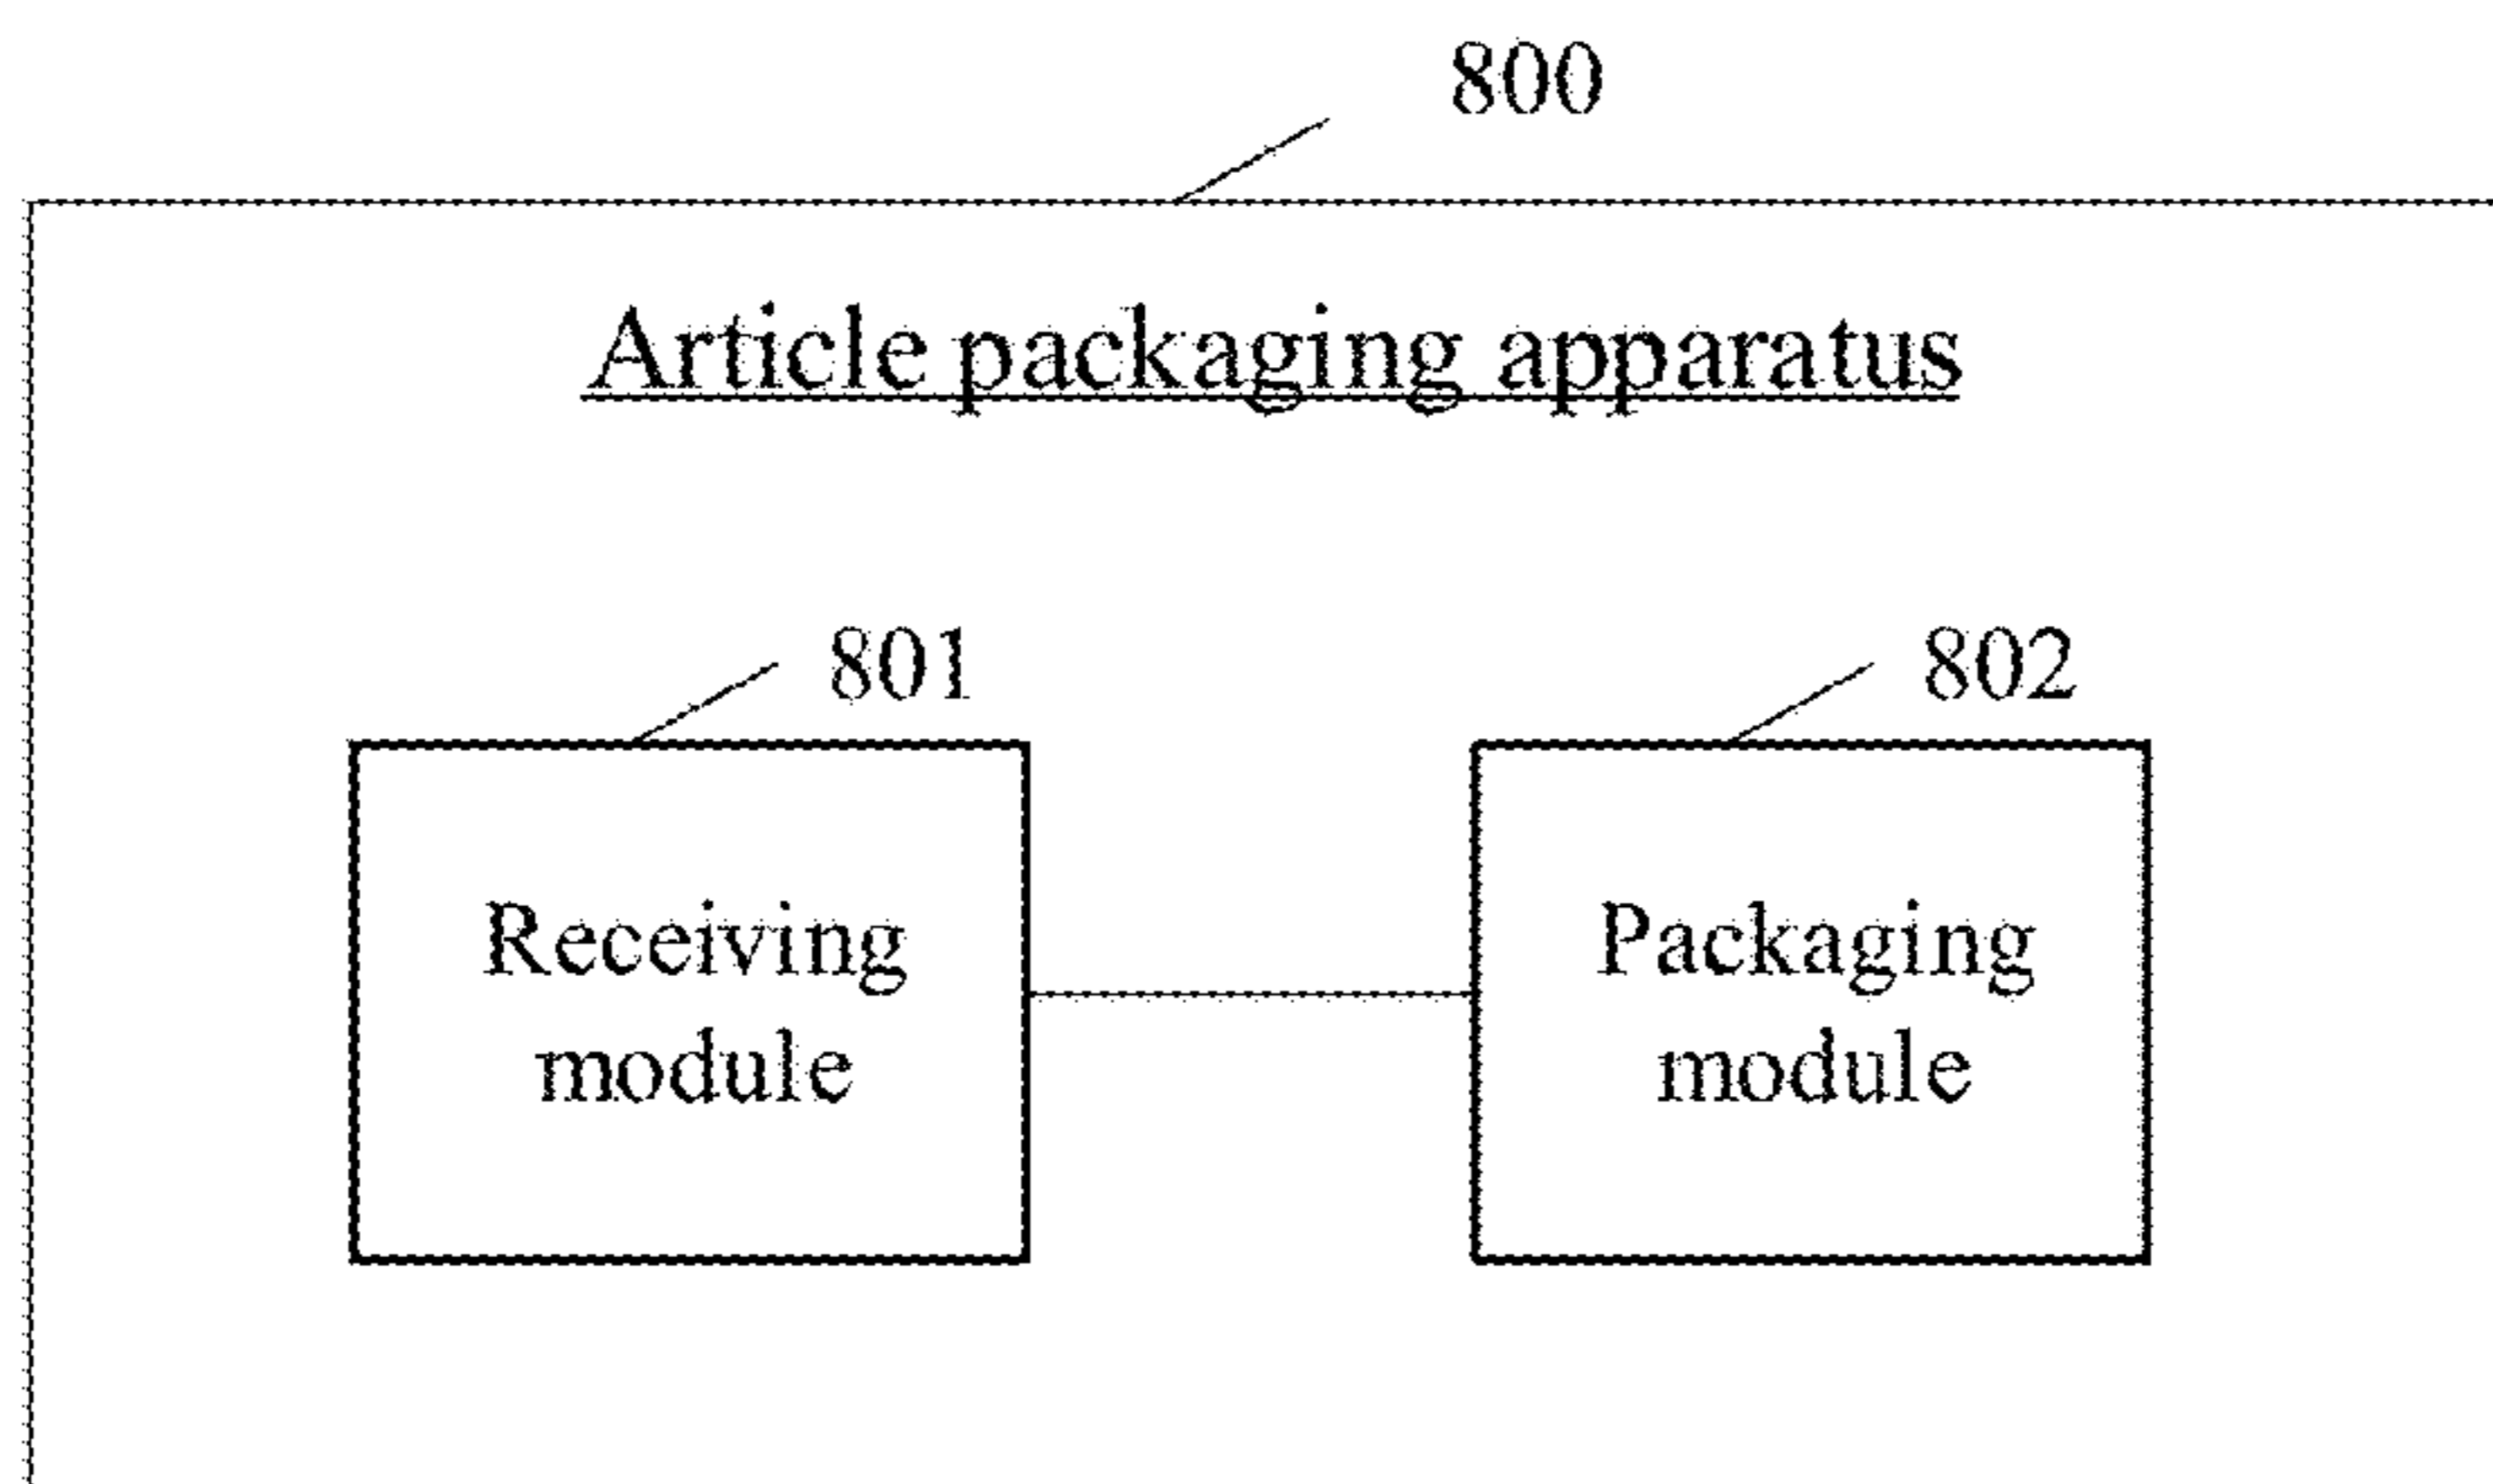 800
Article packaging apparatus
801
802
Receiving
module
Packaging
module